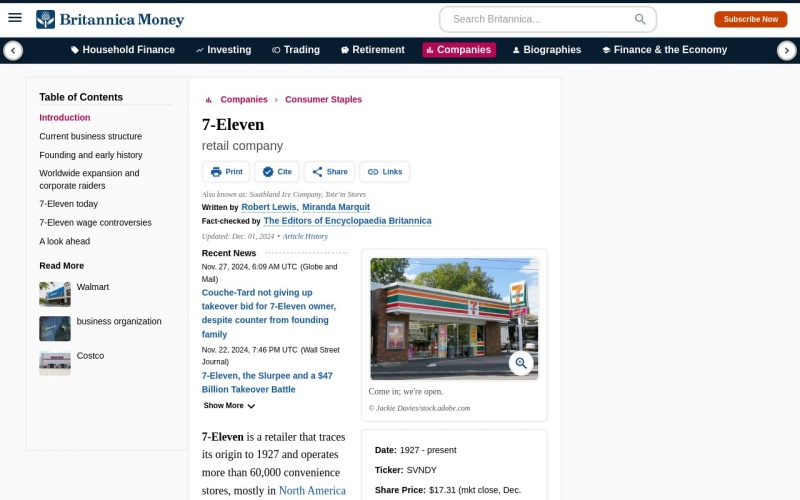 Britannica Money
Search Britannica...
Subscribe Now
Household Finance
Investing
Trading
Retirement
Companies
Biographies
Finance & the Economy
Table of Contents
Introduction
Current business structure
Founding and early history
Worldwide expansion and
corporate raiders
7-Eleven today
7-Eleven wage controversies
A look ahead
Read More
Walmart
business organization
Costco
Companies › Consumer Staples
7-Eleven
retail company
Print
Cite
Share
Links
Also known as: Southland Ice Company, Tote’m Stores
Written by Robert Lewis, Miranda Marquit
Fact-checked by The Editors of Encyclopaedia Britannica
Updated: Dec. 01, 2024 • Article History
Recent News
Nov. 27, 2024, 6:09 AM UTC (Globe and
Mail)
Couche-Tard not giving up
takeover bid for 7-Eleven owner,
despite counter from founding
family
Nov. 22, 2024, 7:46 PM UTC (Wall Street
Journal)
7-Eleven, the Slurpee and a $47
Billion Takeover Battle
Show More
Come in; we're open.
© Jackie Davies/stock.adobe.com
7-Eleven is a retailer that traces
its origin to 1927 and operates
more than 60,000 convenience
stores, mostly in North America
Date: 1927 - present
Ticker: SVNDY
Share Price: $17.31 (mkt close, Dec.